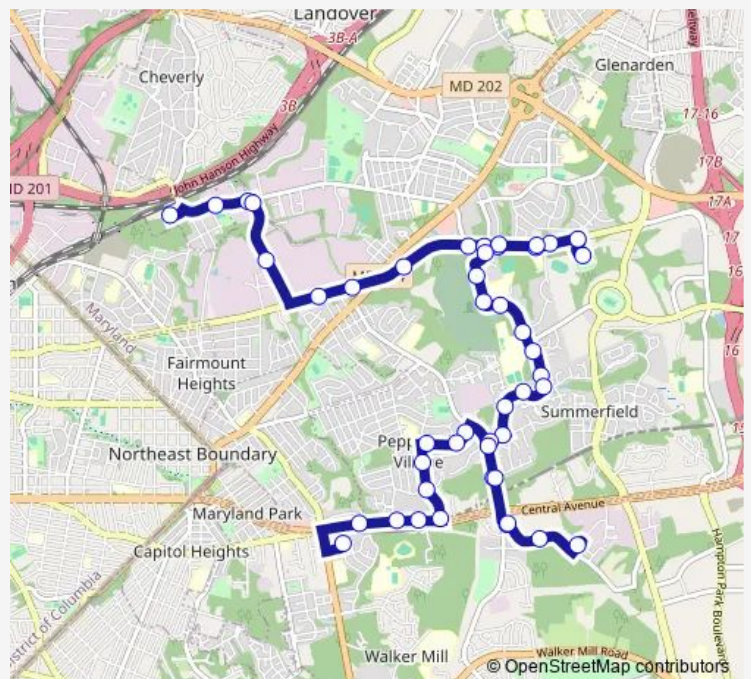 Landover
3B-A
Cheverly
MD 202
Glenarden
3B
17-16
John Hanson Highway
17B
MD 201
17A
17
16
Maryland
16
Fairmount
Heights
Summerfield
Northeast Boundary
Central Avenue
Maryland Park
Capitol Heights
Hampton Park Boulevard
Walker Mill Road
Walker Mill
© OpenStreetMap contributors